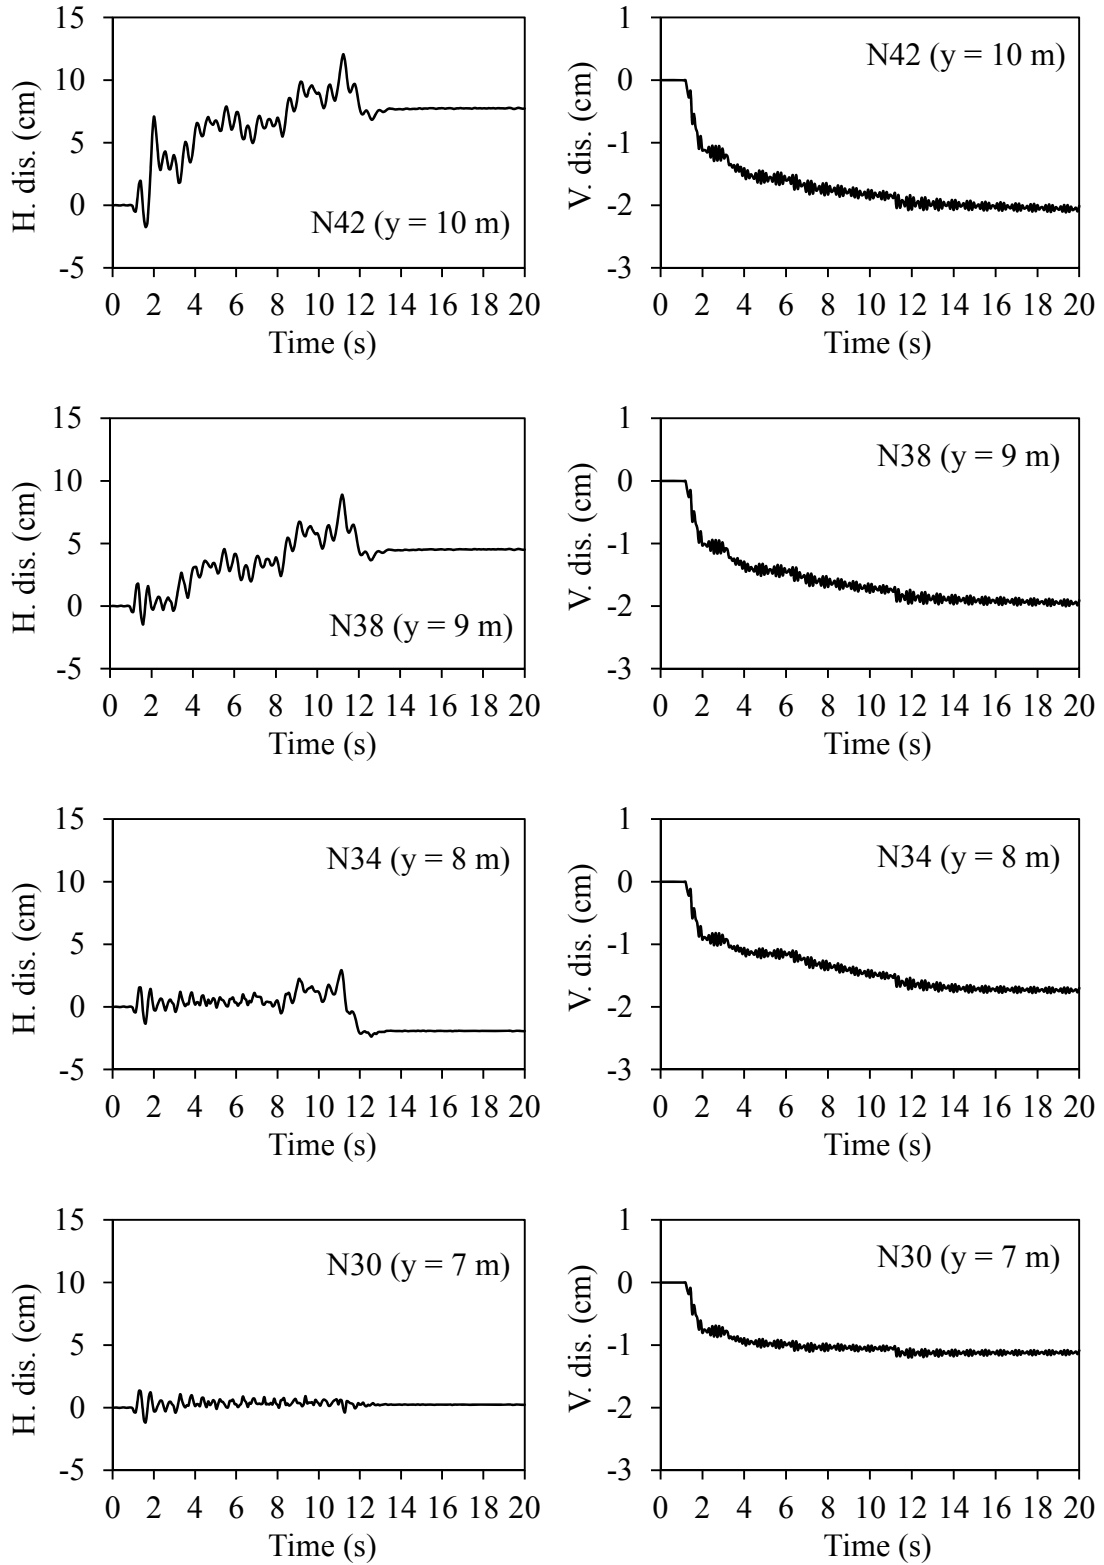 15
10
5
0
-5
H. dis. (cm)
N42 (y = 10 m)
0 2 4 6 8 10 12 14 16 18 20
Time (s)
1
0
-1
-2
-3
V. dis. (cm)
N42 (y = 10 m)
0 2 4 6 8 10 12 14 16 18 20
Time (s)
15
10
5
0
-5
H. dis. (cm)
N38 (y = 9 m)
0 2 4 6 8 10 12 14 16 18 20
Time (s)
1
0
-1
-2
-3
V. dis. (cm)
N38 (y = 9 m)
0 2 4 6 8 10 12 14 16 18 20
Time (s)
15
10
5
0
-5
H. dis. (cm)
N34 (y = 8 m)
0 2 4 6 8 10 12 14 16 18 20
Time (s)
1
0
-1
-2
-3
V. dis. (cm)
N34 (y = 8 m)
0 2 4 6 8 10 12 14 16 18 20
Time (s)
15
10
5
0
-5
H. dis. (cm)
N30 (y = 7 m)
0 2 4 6 8 10 12 14 16 18 20
Time (s)
1
0
-1
-2
-3
V. dis. (cm)
N30 (y = 7 m)
0 2 4 6 8 10 12 14 16 18 20
Time (s)